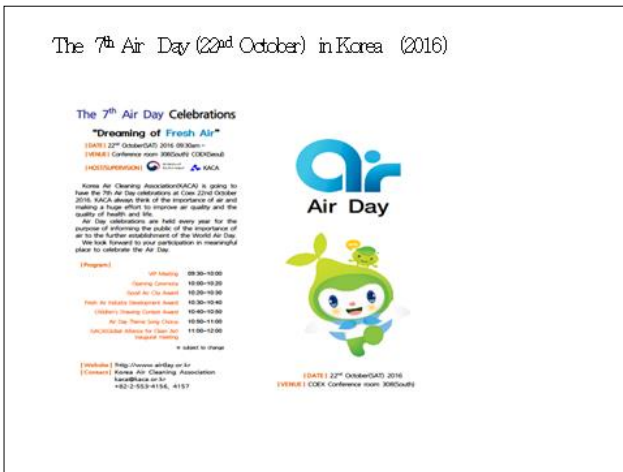 The 7th Air Day (22nd October) in Korea (2016)
The 7th Air Day Celebrations
"Dreaming of Fresh Air"
[DATE] 22nd October(SAT) 2016 09:30am ~
[VENUE] Conference room 308(South) COEX(Seoul)
[HOST/SUPERVISION] KACA
Korea Air Cleaning Association(KACA) is going to
have the 7th Air Day celebrations at Coex 22nd October
2016. KACA always think of the importance of air and
making a huge effort to improve air quality and the
quality of health and life.
Air Day celebrations are held every year for the
purpose of informing the public of the importance of
air to the further establishment of the World Air Day.
We look forward to your participation in meaningful
place to celebrate the Air Day.
[Program]
VIP Meeting 09:30~10:00
Opening Ceremony 10:00~10:20
Good Air City Award 10:20~10:30
Fresh Air Industry Development Award 10:30~10:40
Children's Drawing Contest Award 10:40~10:50
Air Day Theme Song Chorus 10:50~11:00
Global Alliance for Clean Air 11:00~12:00
Inaugural Meeting
※ subject to change
[Website] http://www.airday.or.kr
[Contact] Korea Air Cleaning Association
kaca@kaca.or.kr
+82-2-553-4156, 4157
air
Air Day
[DATE] 22nd October(SAT) 2016
[VENUE] COEX Conference room 308(South)